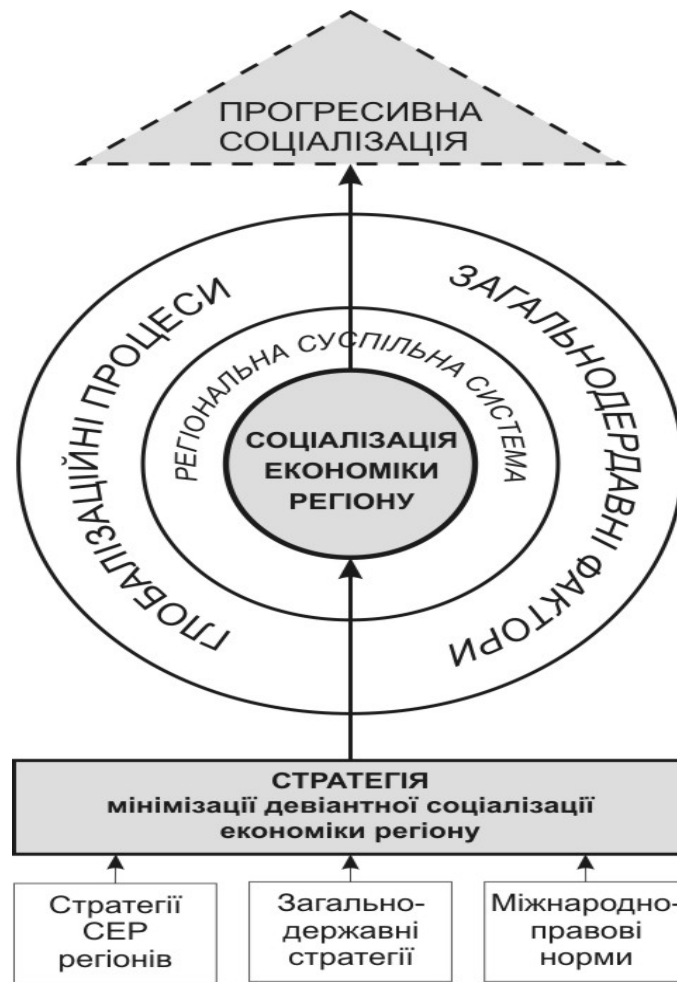 ПРОГРЕСИВНА
СОЦІАЛІЗАЦІЯ
ГЛОБАЛІЗАЦІЙНІ ПРОЦЕСИ
ЗАГАЛЬНОДЕРДАВНІ ФАКТОРИ
РЕГІОНАЛЬНА СУСПІЛЬНА СИСТЕМА
СОЦІАЛІЗАЦІЯ
ЕКОНОМІКИ
РЕГІОНУ
СТРАТЕГІЯ
мінімізації девіантної соціалізації
економіки регіону
Стратегії
СЕР
регіонів
Загально-
державні
стратегії
Міжнародно-
правові
норми